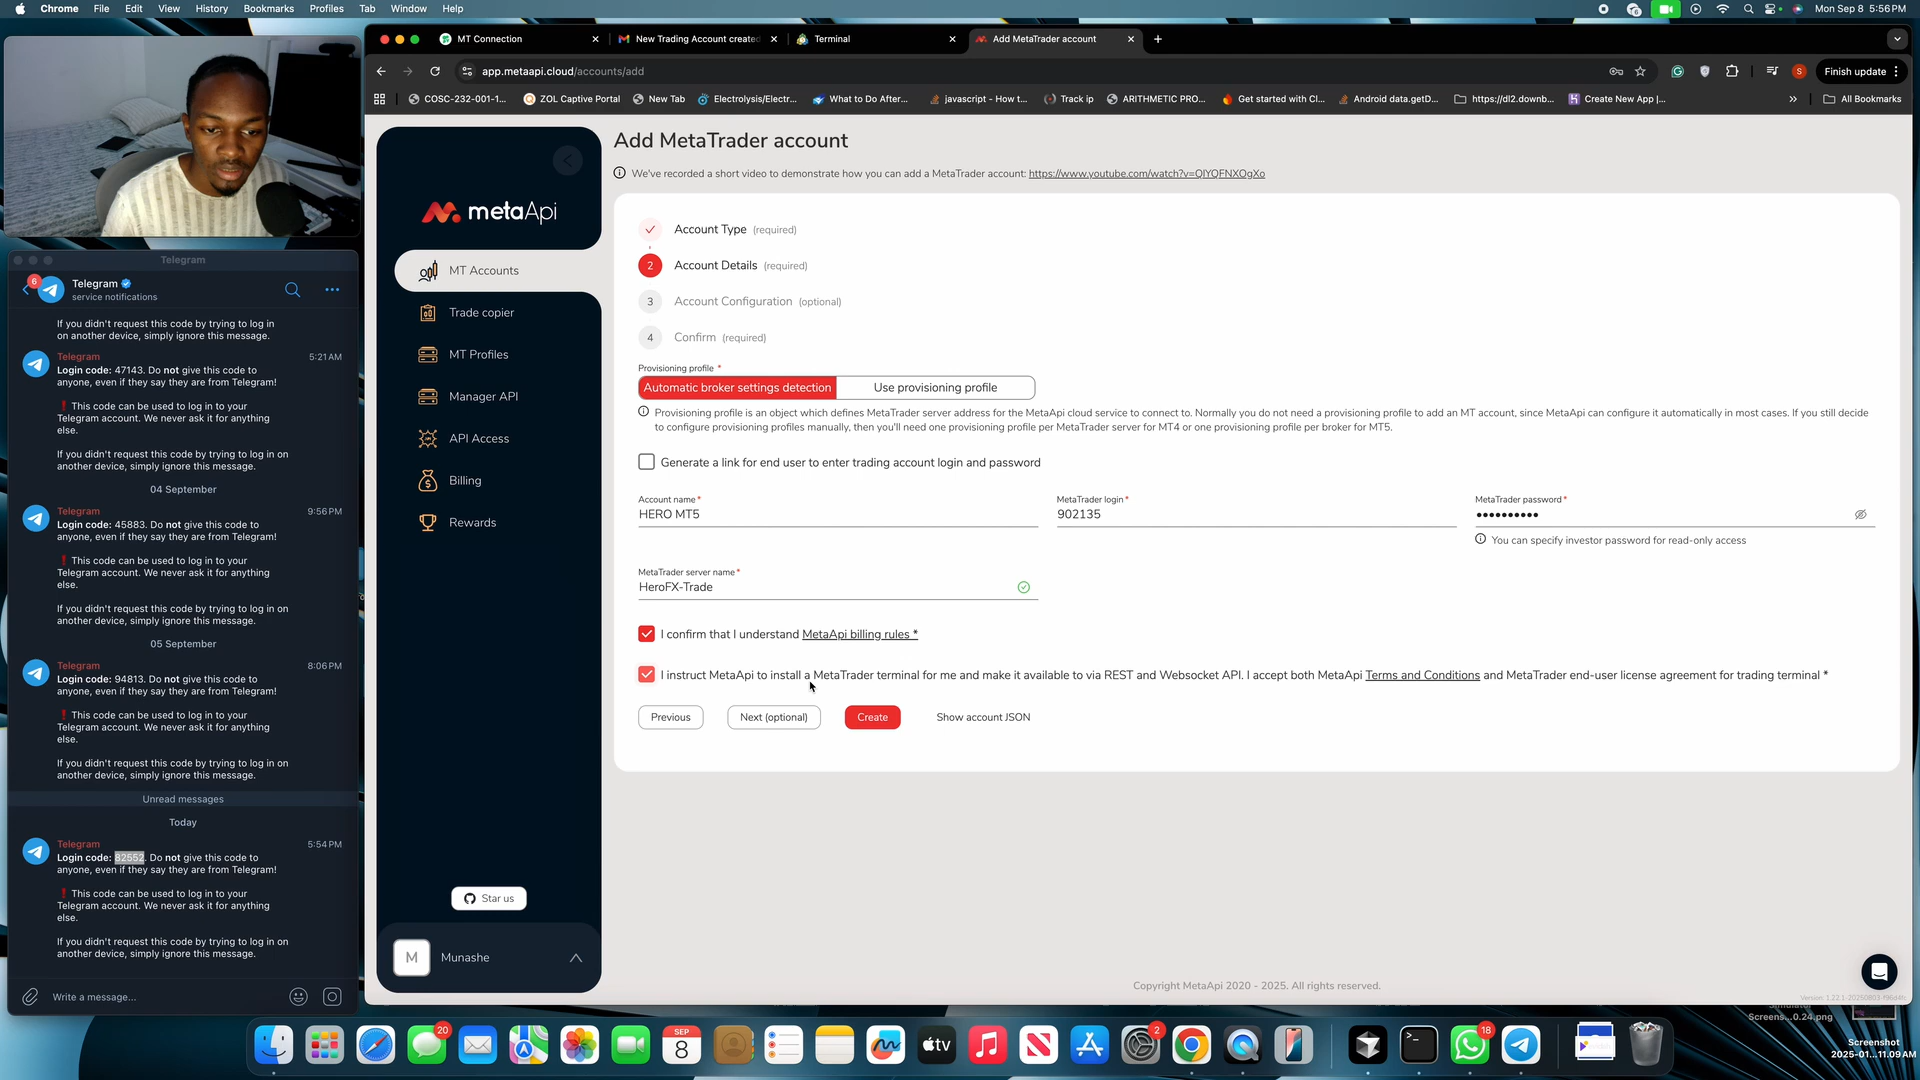 Chrome File Edit View History Bookmarks Profiles Tab Window Help
Mon Sep 8 5:56 PM
MT Connection
New Trading Account created
Terminal
Add MetaTrader account
app.metaapi.cloud/accounts/add
Finish update
S
COSC-232-001-1...
ZOL Captive Portal
New Tab
Electrolysis/Electr...
What to Do After...
javascript - How t...
Track ip
ARITHMETIC PRO...
Get started with Cl...
Android data.getD...
https://dl2.downb...
Create New App |...
All Bookmarks
Telegram
6
Telegram
service notifications
If you didn't request this code by trying to log in
on another device, simply ignore this message.
Telegram 5:21 AM
Login code: 47143. Do not give this code to
anyone, even if they say they are from Telegram!
❗ This code can be used to log in to your
Telegram account. We never ask it for anything
else.
If you didn't request this code by trying to log in on
another device, simply ignore this message.
04 September
Telegram 9:56 PM
Login code: 45883. Do not give this code to
anyone, even if they say they are from Telegram!
❗ This code can be used to log in to your
Telegram account. We never ask it for anything
else.
If you didn't request this code by trying to log in on
another device, simply ignore this message.
05 September
Telegram 8:06 PM
Login code: 94813. Do not give this code to
anyone, even if they say they are from Telegram!
❗ This code can be used to log in to your
Telegram account. We never ask it for anything
else.
If you didn't request this code by trying to log in on
another device, simply ignore this message.
Unread messages
Today
Telegram 5:54 PM
Login code: 82552. Do not give this code to
anyone, even if they say they are from Telegram!
❗ This code can be used to log in to your
Telegram account. We never ask it for anything
else.
If you didn't request this code by trying to log in on
another device, simply ignore this message.
Write a message...
metaApi
MT Accounts
Trade copier
MT Profiles
Manager API
API Access
Billing
Rewards
Star us
M
Munashe
Add MetaTrader account
We've recorded a short video to demonstrate how you can add a MetaTrader account: https://www.youtube.com/watch?v=QIYQFNXOgXo
Account Type (required)
2 Account Details (required)
3 Account Configuration (optional)
4 Confirm (required)
Provisioning profile *
Automatic broker settings detection
Use provisioning profile
Provisioning profile is an object which defines MetaTrader server address for the MetaApi cloud service to connect to. Normally you do not need a provisioning profile to add an MT account, since MetaApi can configure it automatically in most cases. If you still decide
to configure provisioning profiles manually, then you'll need one provisioning profile per MetaTrader server for MT4 or one provisioning profile per broker for MT5.
Generate a link for end user to enter trading account login and password
Account name *
HERO MT5
MetaTrader login *
902135
MetaTrader password *
••••••••••
You can specify investor password for read-only access
MetaTrader server name *
HeroFX-Trade
I confirm that I understand MetaApi billing rules *
I instruct MetaApi to install a MetaTrader terminal for me and make it available to via REST and Websocket API. I accept both MetaApi Terms and Conditions and MetaTrader end-user license agreement for trading terminal *
Previous
Next (optional)
Create
Show account JSON
Copyright MetaApi 2020 - 2025. All rights reserved.
Screens...0.24.png
20
SEP
8
tv
2
18
Screenshot
2025-01...11.09 AM